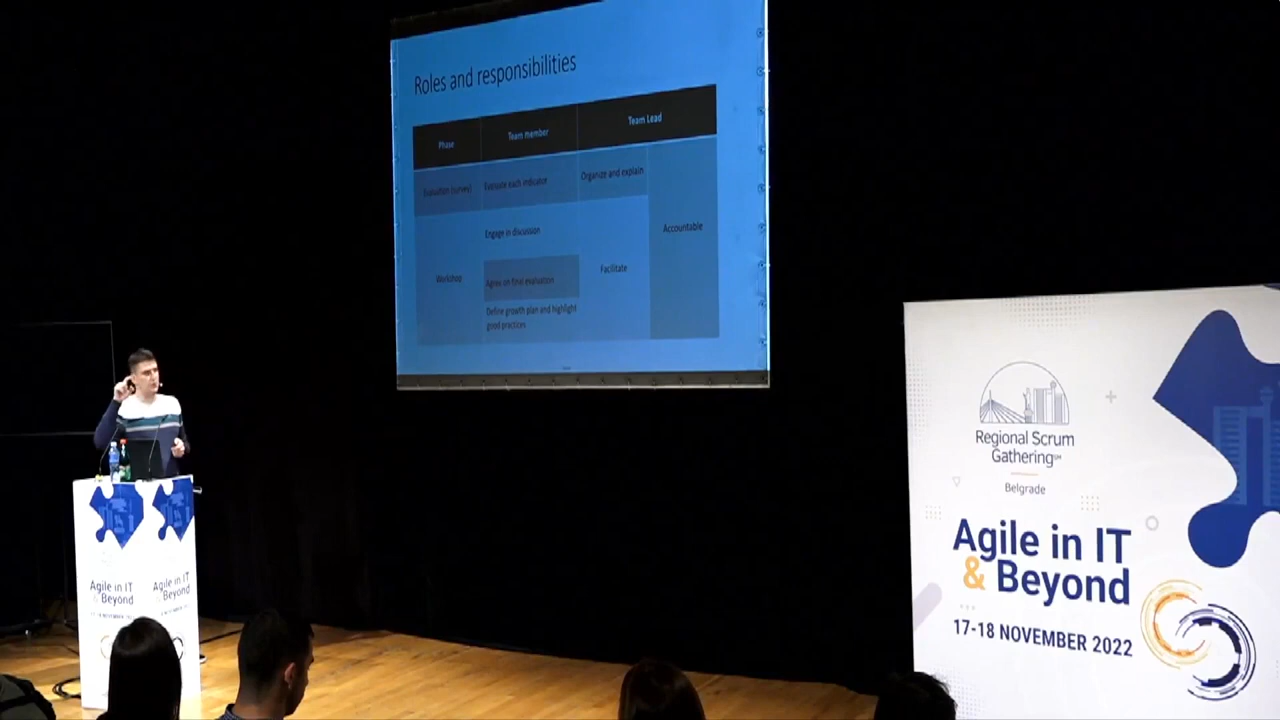 Roles and responsibilities
Phase
Team member
Team Lead
Evaluation (survey)
Evaluate each indicator
Organize and explain
Engage in discussion
Accountable
Workshop
Facilitate
Agree on final evaluation
Define growth plan and highlight
good practices
Regional Scrum
Gathering℠
Belgrade
Agile in IT
& Beyond
17-18 NOVEMBER 2022
Agile in IT
& Beyond
Agile in IT
& Beyond